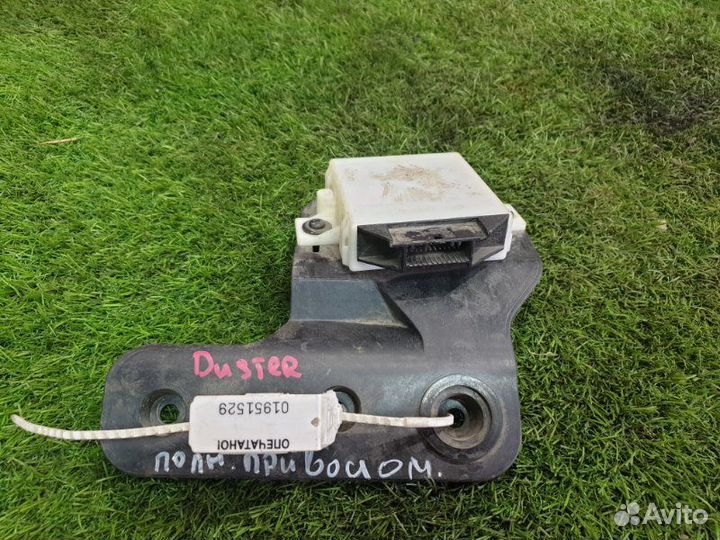 Duster
01951529
ОПЕЧАТАНО!
полн. приводом.
Avito